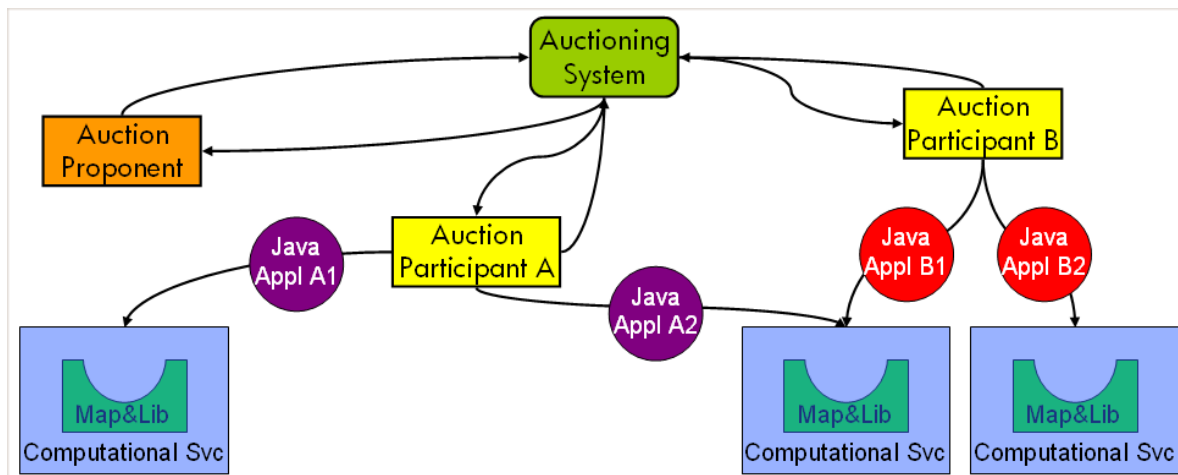 Auctioning
System
Auction
Proponent
Auction
Participant B
Auction
Participant A
Java
Appl A1
Java
Appl A2
Java
Appl B1
Java
Appl B2
Map&Lib
Computational Svc
Map&Lib
Computational Svc
Map&Lib
Computational Svc